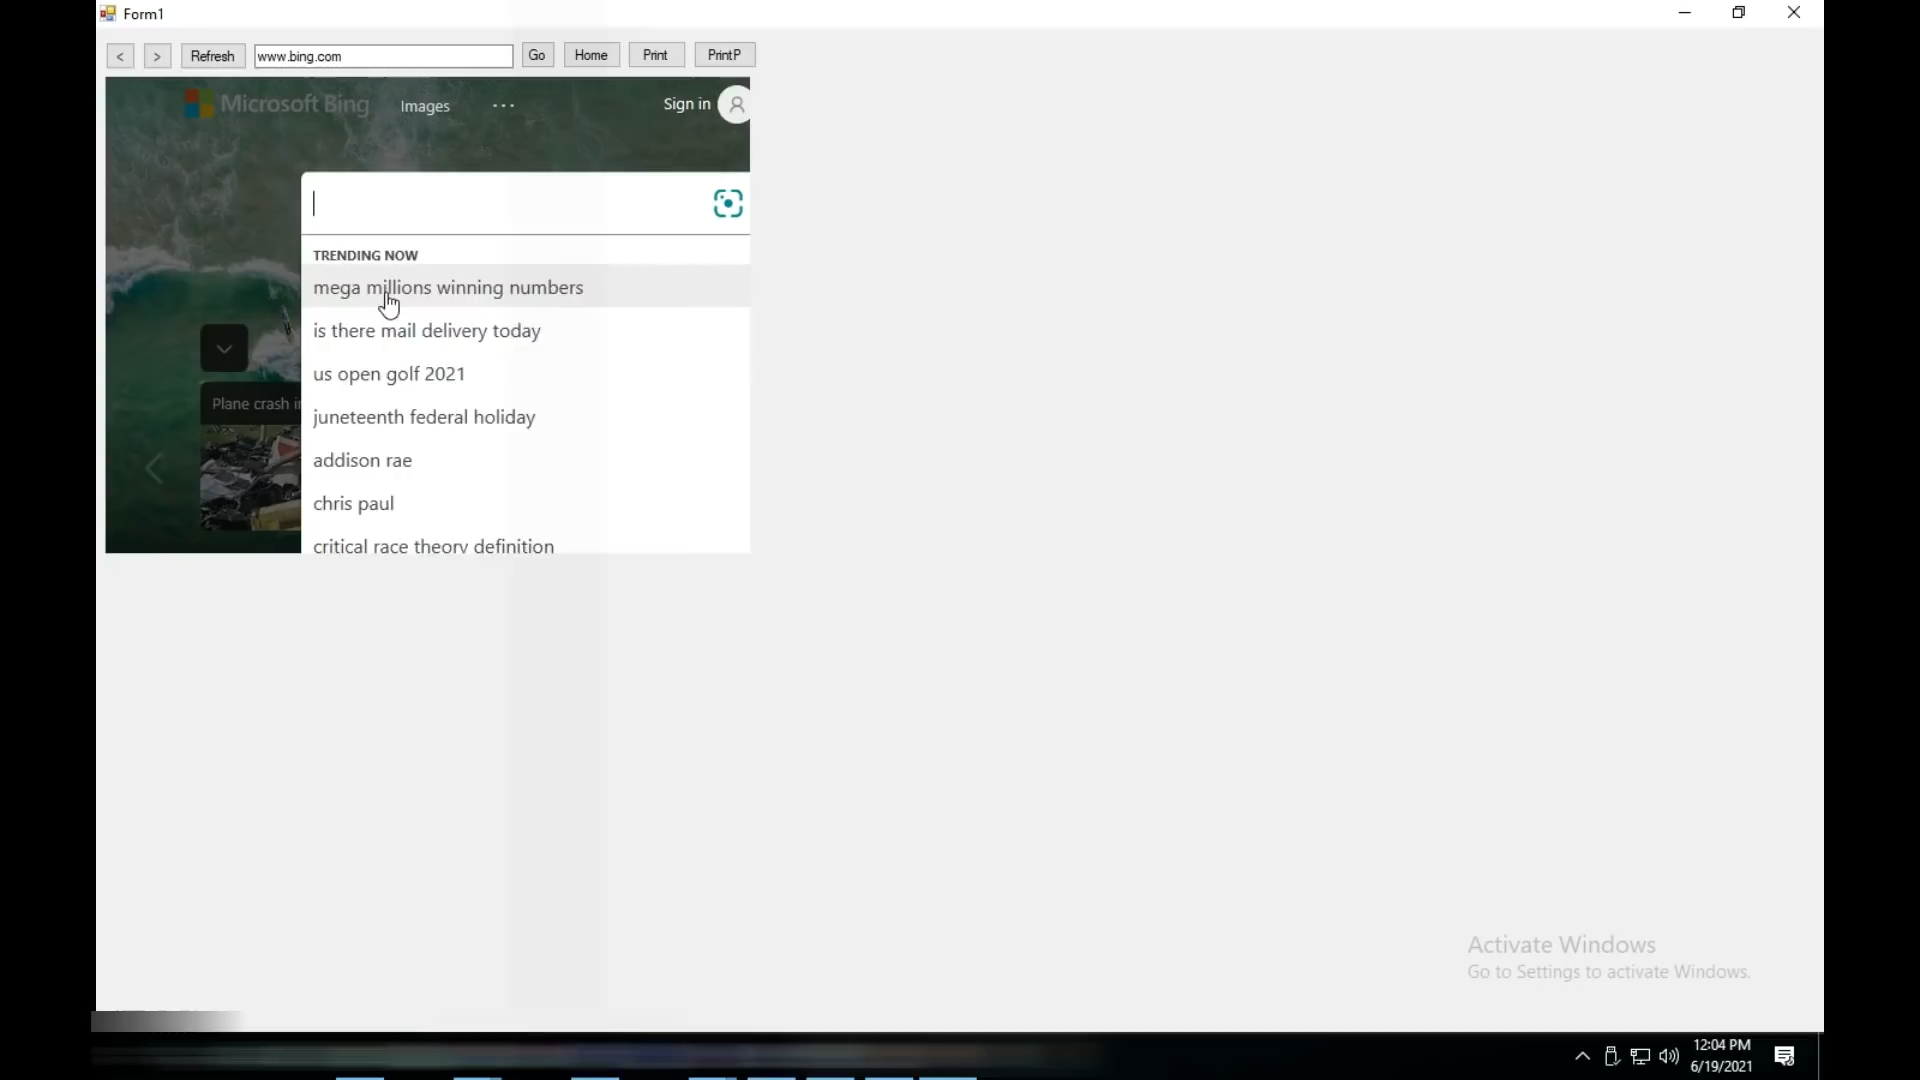 Form1
< > Refresh www.bing.com Go Home Print PrintP
Microsoft Bing Images ... Sign in
TRENDING NOW
mega millions winning numbers
is there mail delivery today
us open golf 2021
juneteenth federal holiday
Plane crash i
addison rae
chris paul
critical race theory definition
Activate Windows
Go to Settings to activate Windows.
12:04 PM
6/19/2021